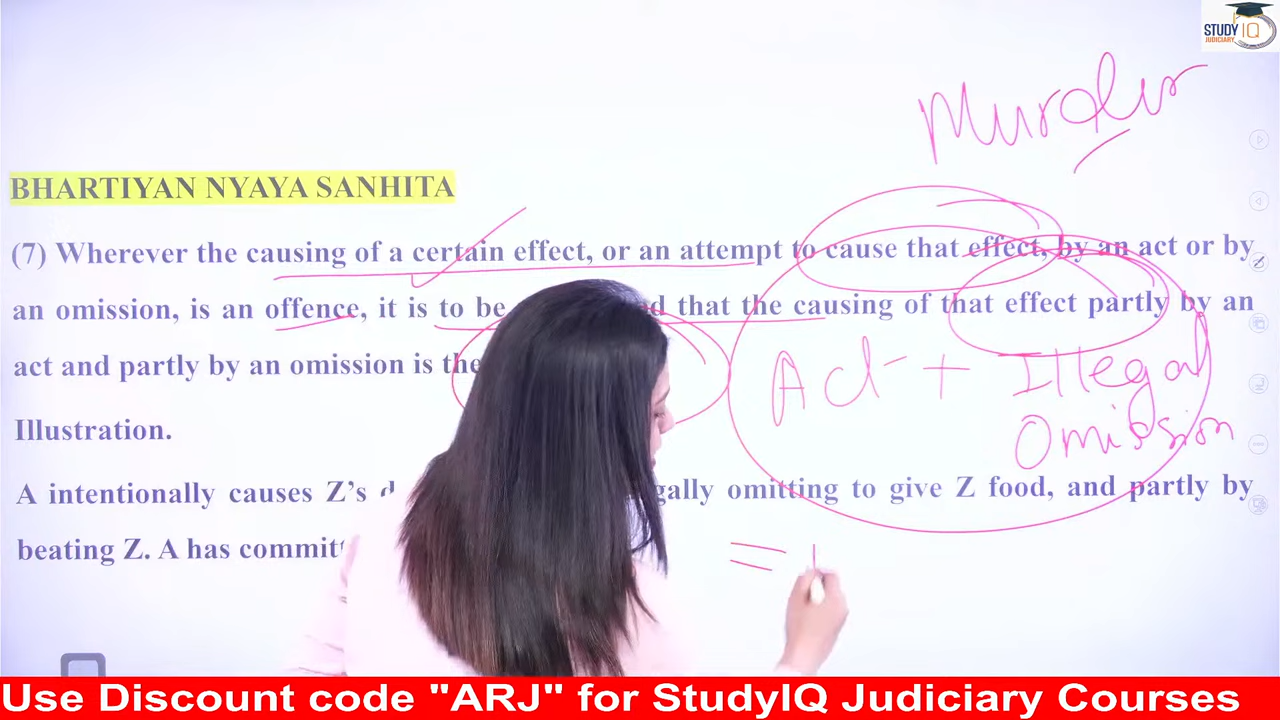 STUDY IQ
JUDICIARY
Murder
BHARTIYAN NYAYA SANHITA
(7) Wherever the causing of a certain effect, or an attempt to cause that effect, by an act or by
an omission, is an offence, it is to be that the causing of that effect partly by an
act and partly by an omission is the
Act + Illegal
Omission
Illustration.
A intentionally causes Z's omitting to give Z food, and partly by
beating Z. A has
=
Use Discount code "ARJ" for StudyIQ Judiciary Courses